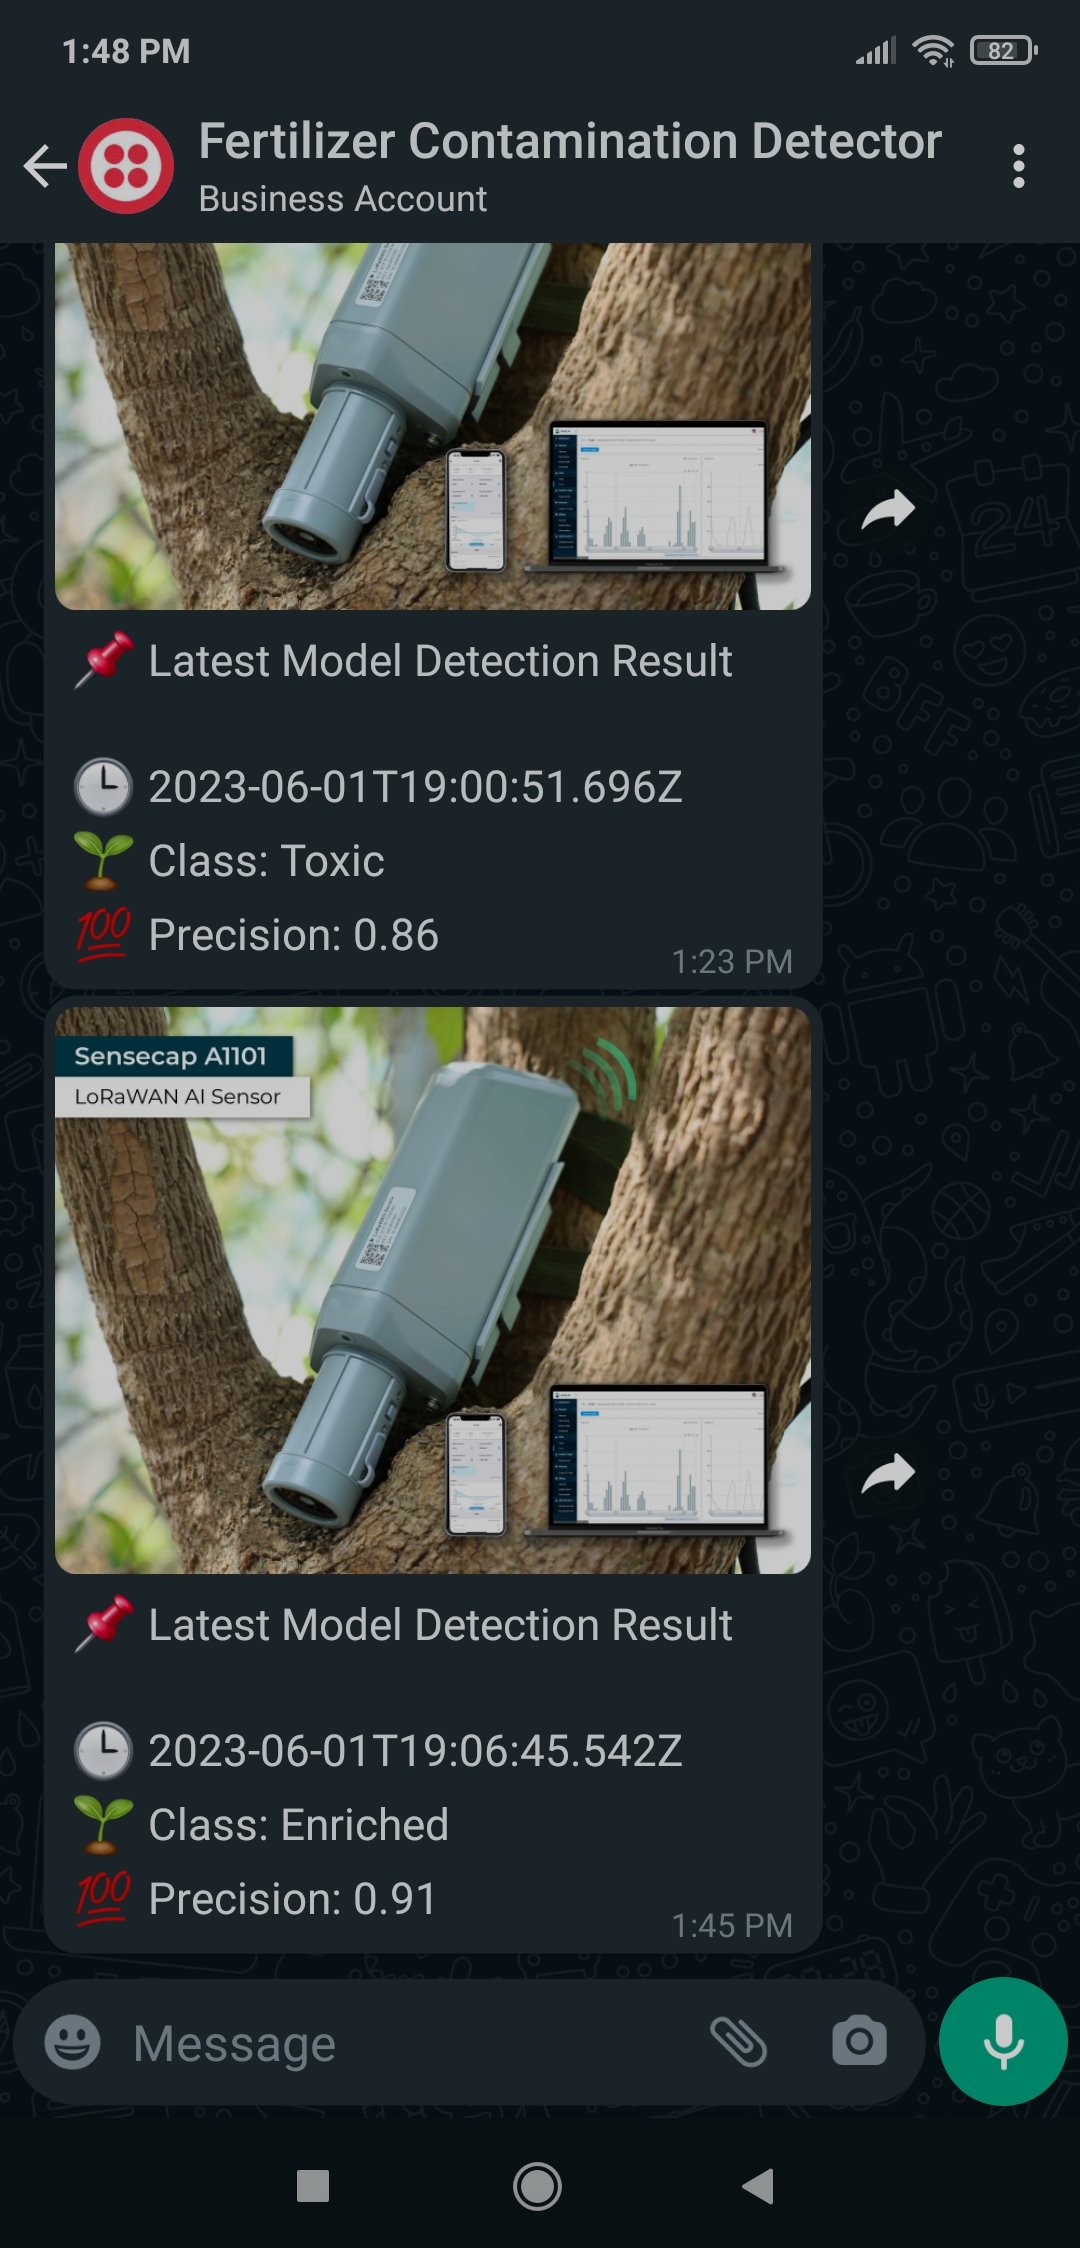 1:48 PM
82
Fertilizer Contamination Detector
Business Account
Latest Model Detection Result
2023-06-01T19:00:51.696Z
Class: Toxic
100
Precision: 0.86
1:23 PM
Sensecap A1101
LoRaWAN AI Sensor
Latest Model Detection Result
2023-06-01T19:06:45.542Z
Class: Enriched
100
Precision: 0.91
1:45 PM
Message